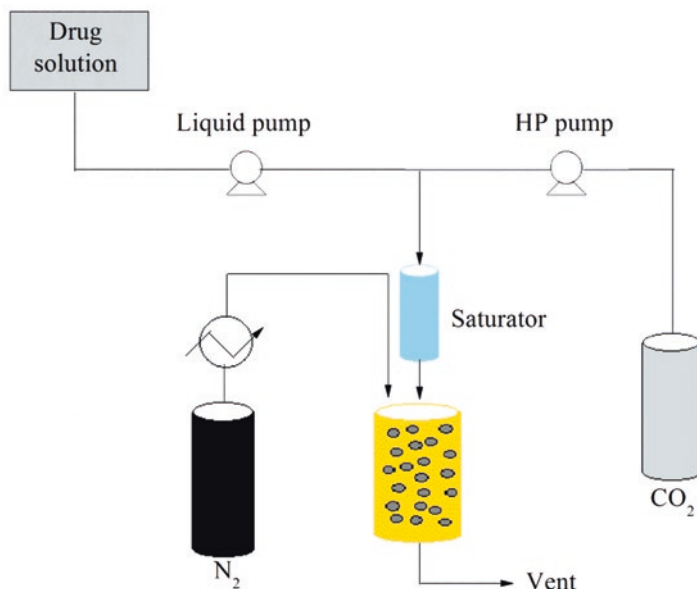 Drug
solution
Liquid pump
HP pump
Saturator
CO₂
N₂
Vent